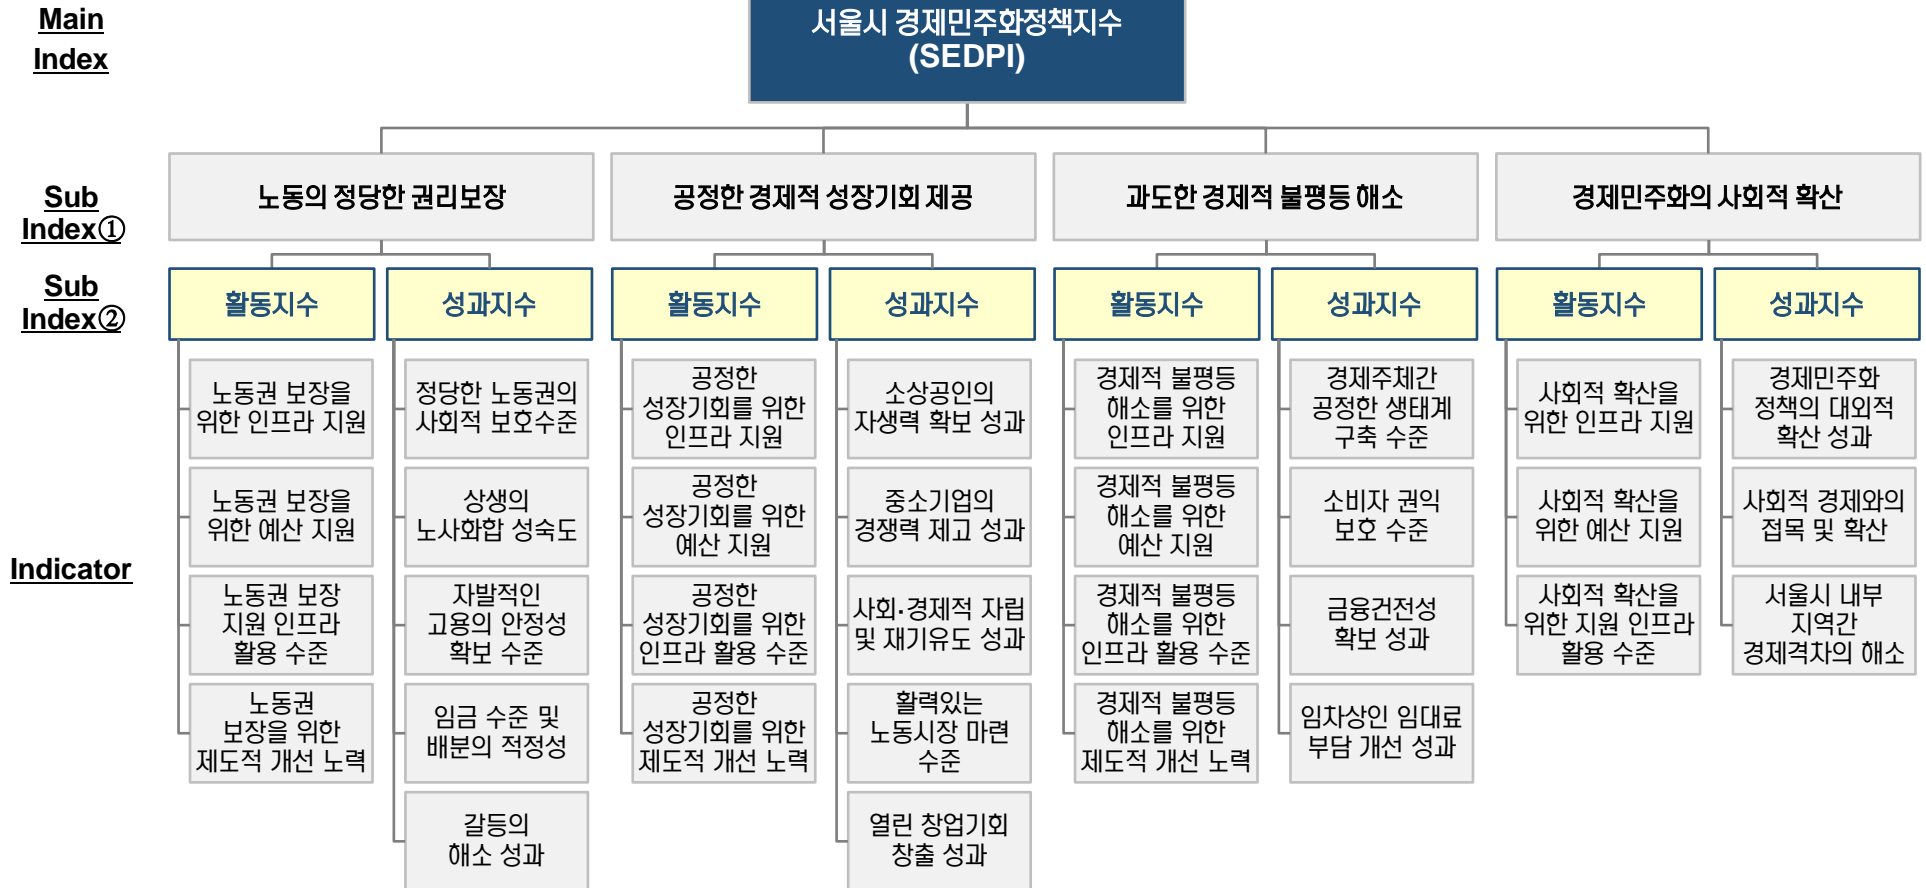 Main
Index
서울시 경제민주화정책지수
(SEDPI)
Sub
Index①
노동의 정당한 권리보장
공정한 경제적 성장기회 제공
과도한 경제적 불평등 해소
경제민주화의 사회적 확산
Sub
Index②
활동지수
성과지수
활동지수
성과지수
활동지수
성과지수
활동지수
성과지수
Indicator
노동권 보장을
위한 인프라 지원
노동권 보장을
위한 예산 지원
노동권 보장
지원 인프라
활용 수준
노동권
보장을 위한
제도적 개선 노력
정당한 노동권의
사회적 보호수준
상생의
노사화합 성숙도
자발적인
고용의 안정성
확보 수준
임금 수준 및
배분의 적정성
갈등의
해소 성과
공정한
성장기회를 위한
인프라 지원
공정한
성장기회를 위한
예산 지원
공정한
성장기회를 위한
인프라 활용 수준
공정한
성장기회를 위한
제도적 개선 노력
소상공인의
자생력 확보 성과
중소기업의
경쟁력 제고 성과
사회·경제적 자립
및 재기유도 성과
활력있는
노동시장 마련
수준
열린 창업기회
창출 성과
경제적 불평등
해소를 위한
인프라 지원
경제적 불평등
해소를 위한
예산 지원
경제적 불평등
해소를 위한
인프라 활용 수준
경제적 불평등
해소를 위한
제도적 개선 노력
경제주체간
공정한 생태계
구축 수준
소비자 권익
보호 수준
금융건전성
확보 성과
임차상인 임대료
부담 개선 성과
사회적 확산을
위한 인프라 지원
사회적 확산을
위한 예산 지원
사회적 확산을
위한 지원 인프라
활용 수준
경제민주화
정책의 대외적
확산 성과
사회적 경제와의
접목 및 확산
서울시 내부
지역간
경제격차의 해소